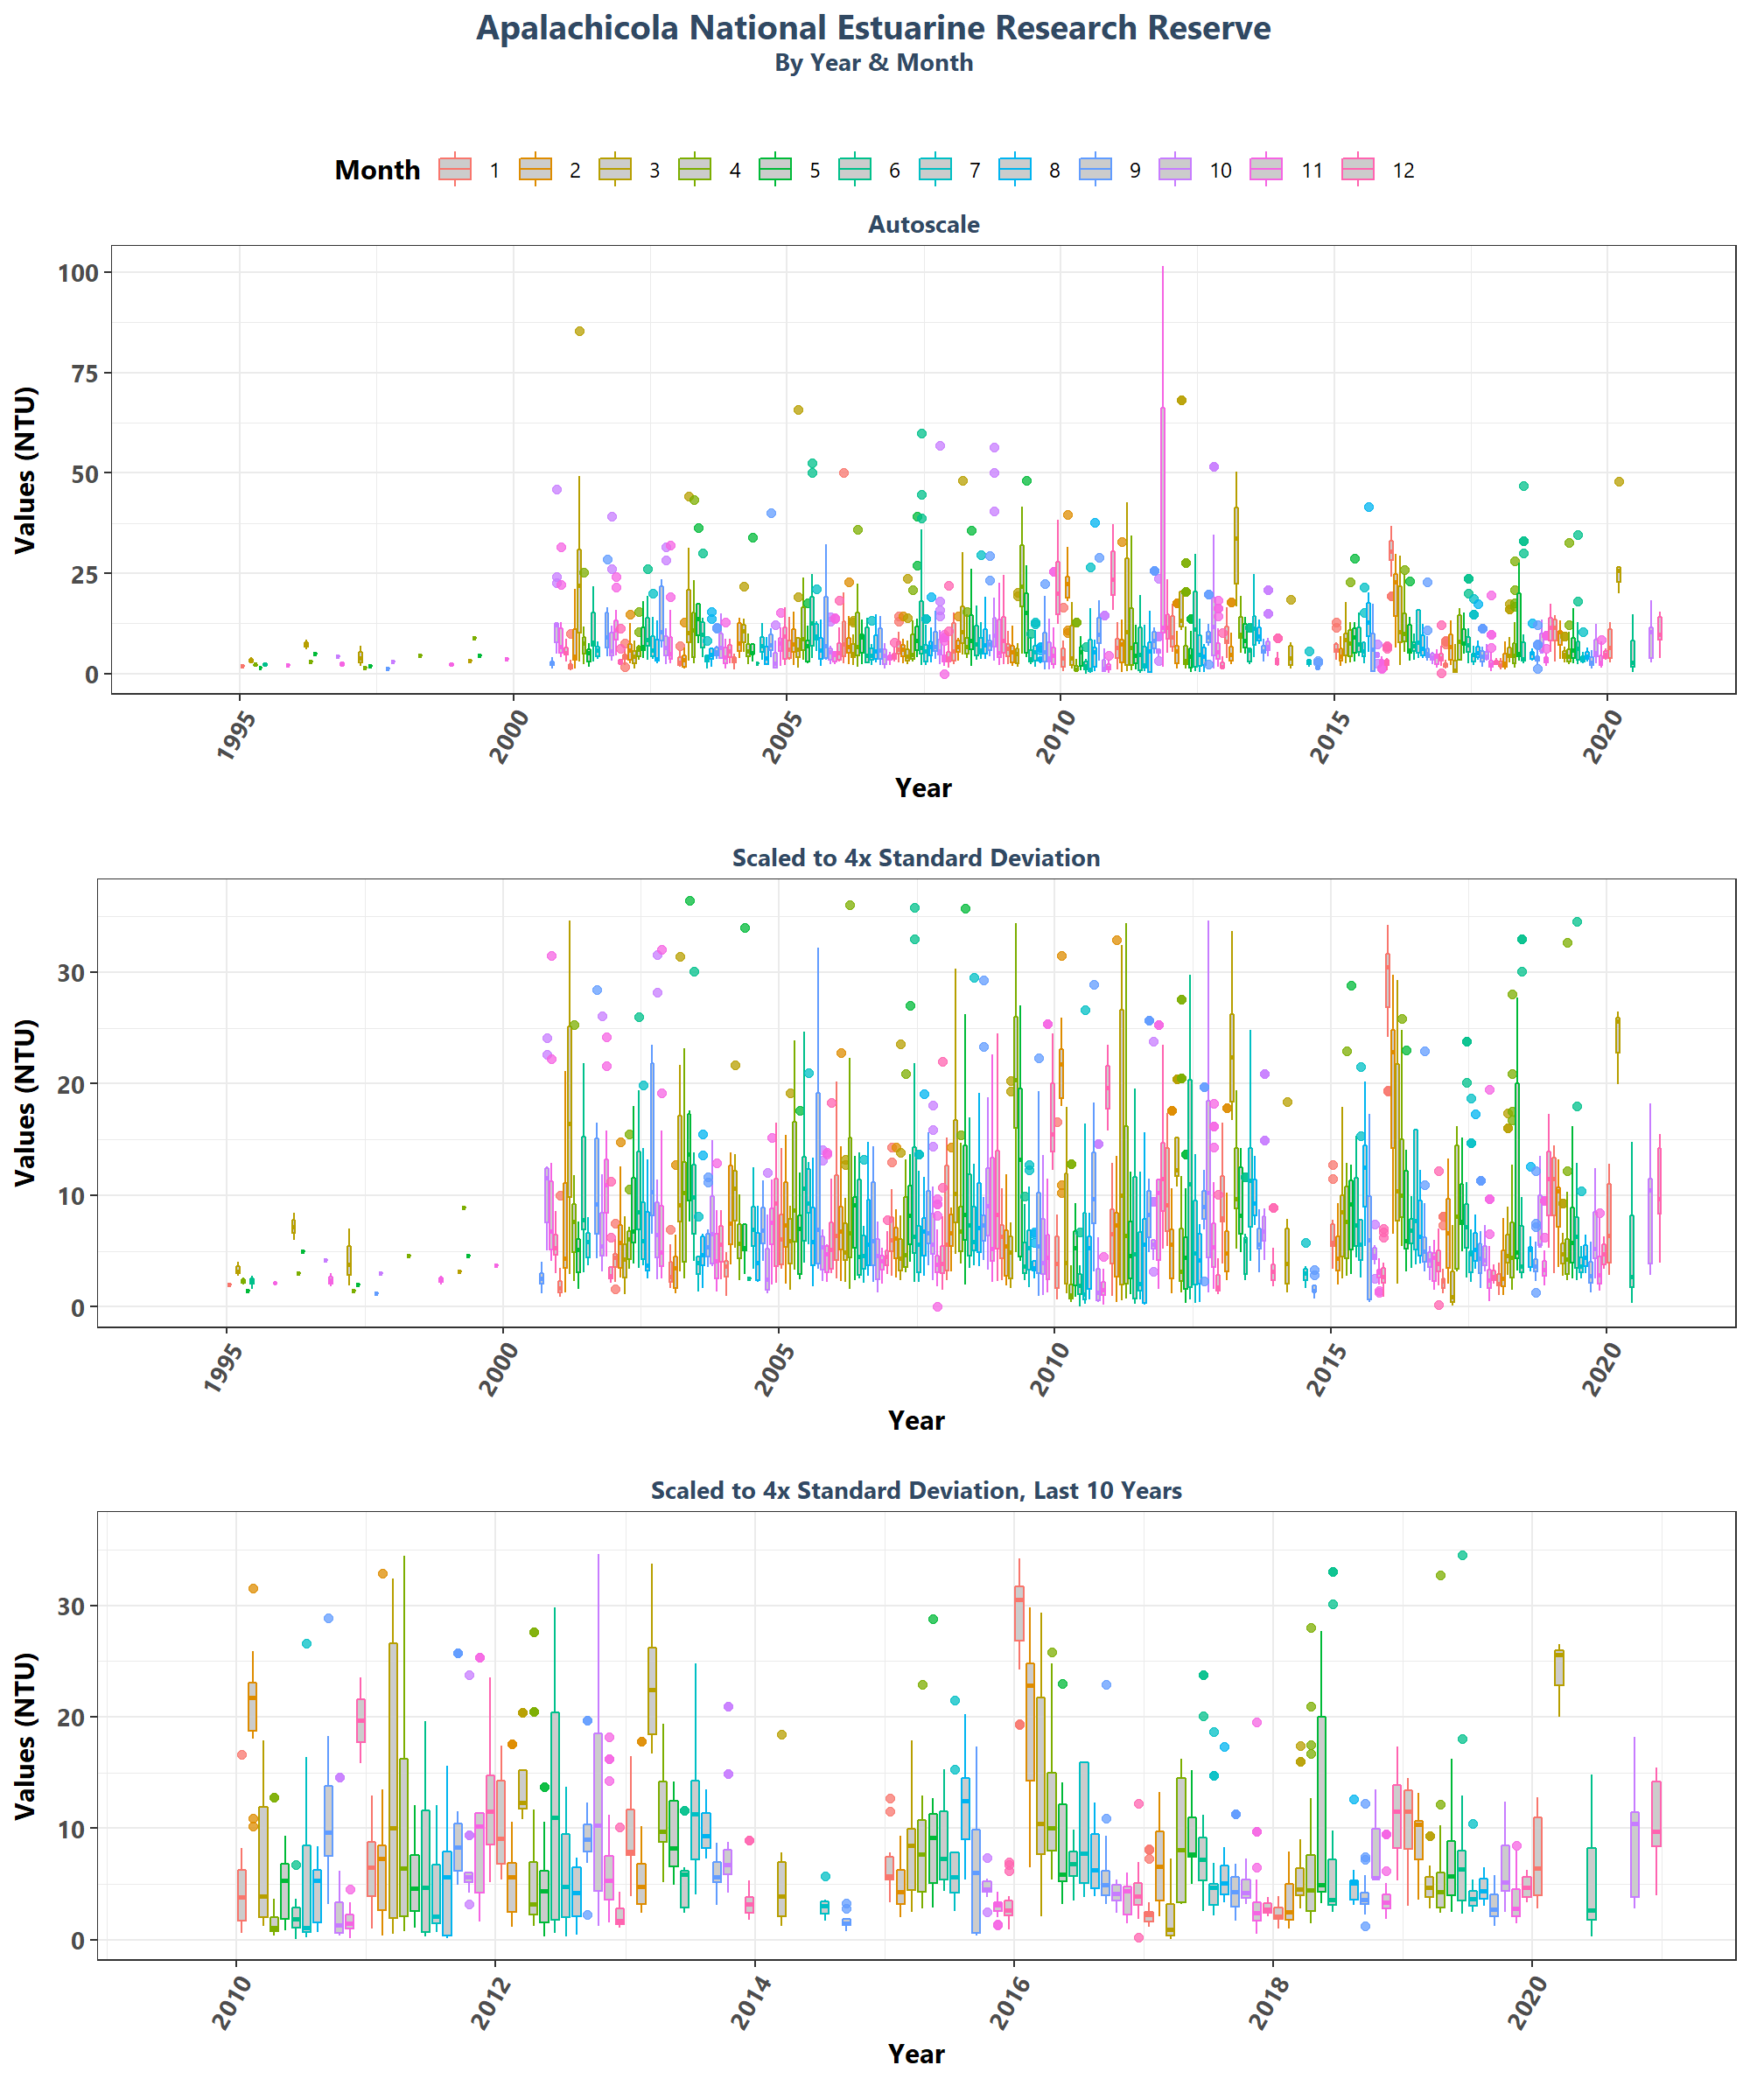 Apalachicola National Estuarine Research Reserve
By Year & Month
Month 1 2 3 4 5 6 7 8 9 10 11 12
Autoscale
Values (NTU)
100
75
50
25
0
1995 2000 2005 2010 2015 2020
Year
Scaled to 4x Standard Deviation
Values (NTU)
30
20
10
0
1995 2000 2005 2010 2015 2020
Year
Scaled to 4x Standard Deviation, Last 10 Years
Values (NTU)
30
20
10
0
2010 2012 2014 2016 2018 2020
Year